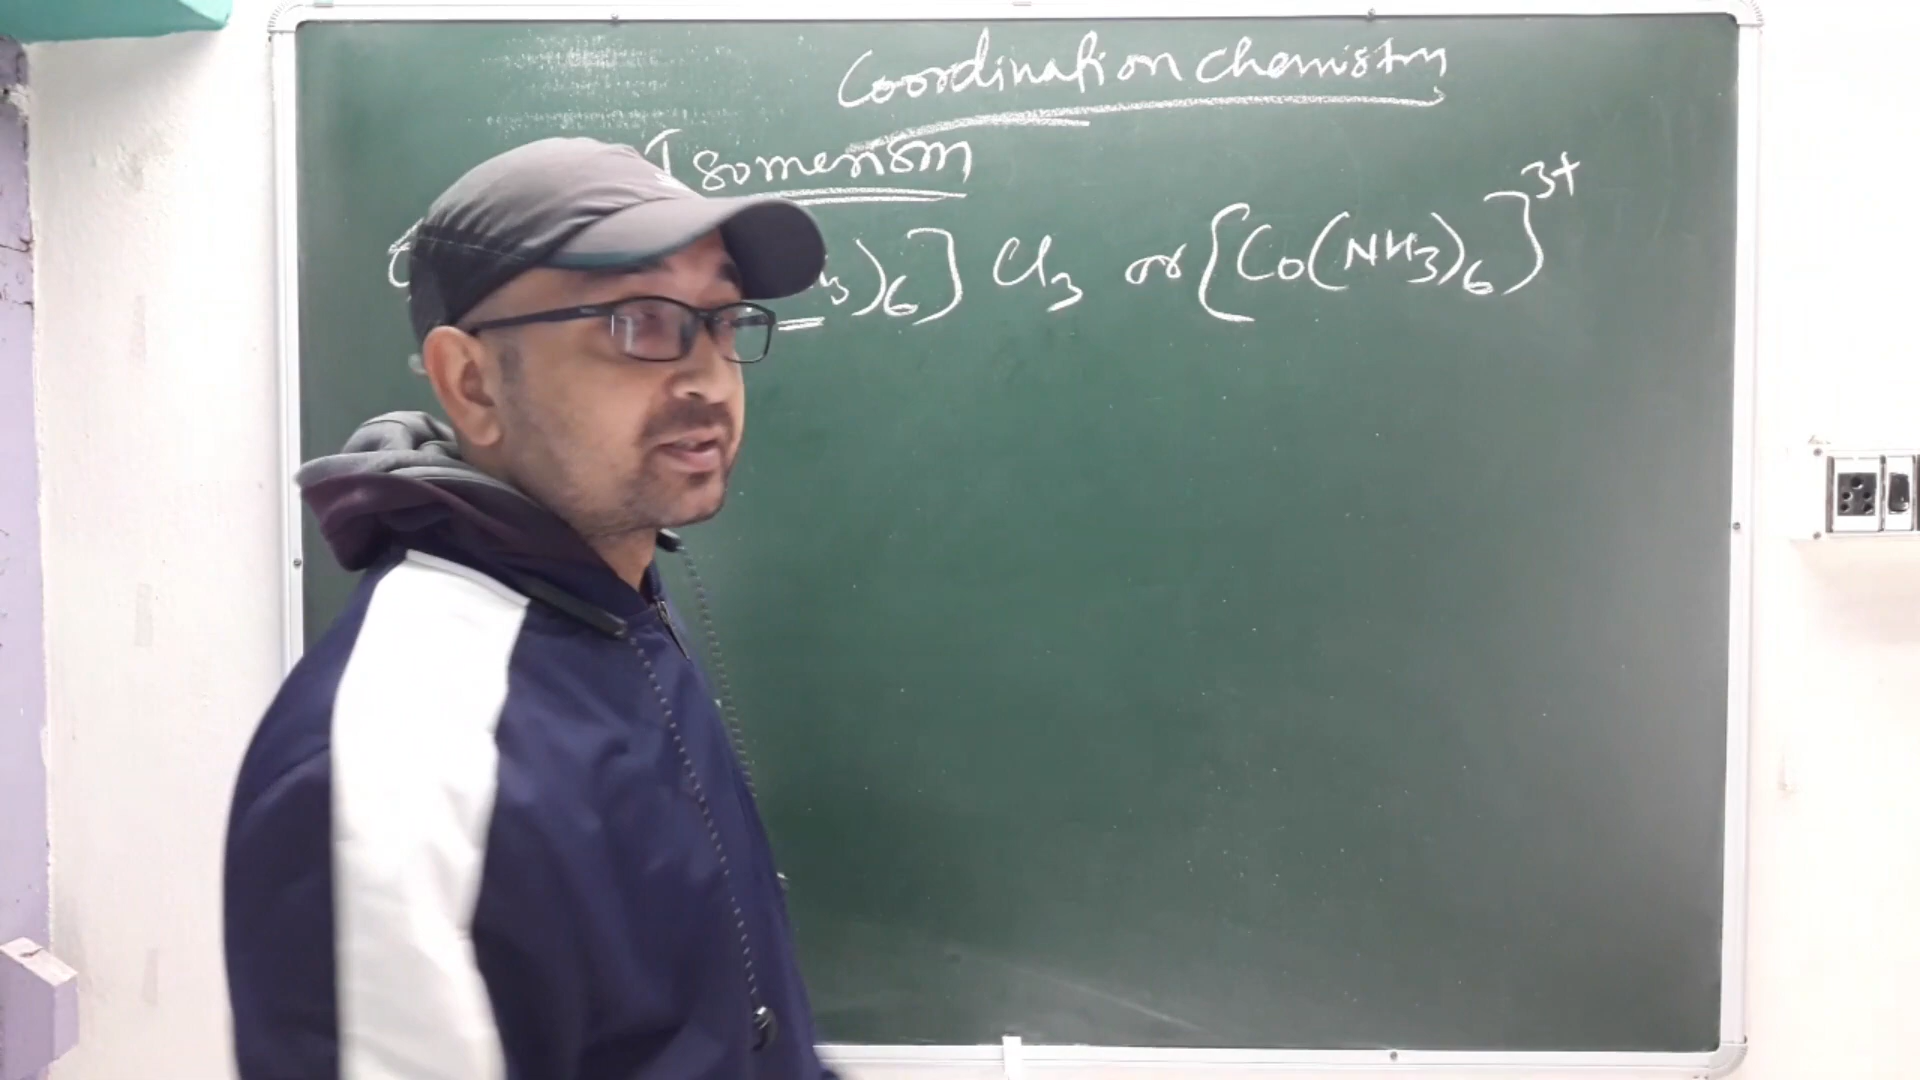 Coordination chemistry
Isomerism
)6] Cl3 or [Co(NH3)6]3+